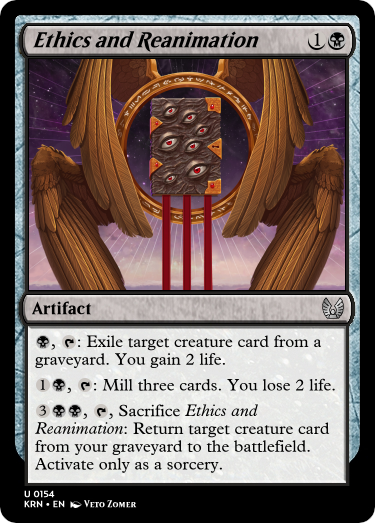 Ethics and Reanimation 1
Artifact
, : Exile target creature card from a
graveyard. You gain 2 life.
1 , : Mill three cards. You lose 2 life.
3 , , Sacrifice Ethics and
Reanimation: Return target creature card
from your graveyard to the battlefield.
Activate only as a sorcery.
U 0154
KRN • EN Veto Zomer